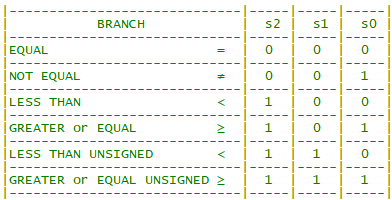 |-----------------------------|-----|-----|-----|
|           BRANCH            | s2  | s1  | s0  |
|-----------------------------|-----|-----|-----|
|EQUAL                     =  |  0  |  0  |  0  |
|-----------------------------|-----|-----|-----|
|NOT EQUAL                 ≠  |  0  |  0  |  1  |
|-----------------------------|-----|-----|-----|
|LESS THAN                 <  |  1  |  0  |  0  |
|-----------------------------|-----|-----|-----|
|GREATER or EQUAL          ≥  |  1  |  0  |  1  |
|-----------------------------|-----|-----|-----|
|LESS THAN UNSIGNED        <  |  1  |  1  |  0  |
|-----------------------------|-----|-----|-----|
|GREATER or EQUAL UNSIGNED ≥  |  1  |  1  |  1  |
|-----------------------------|-----|-----|-----|